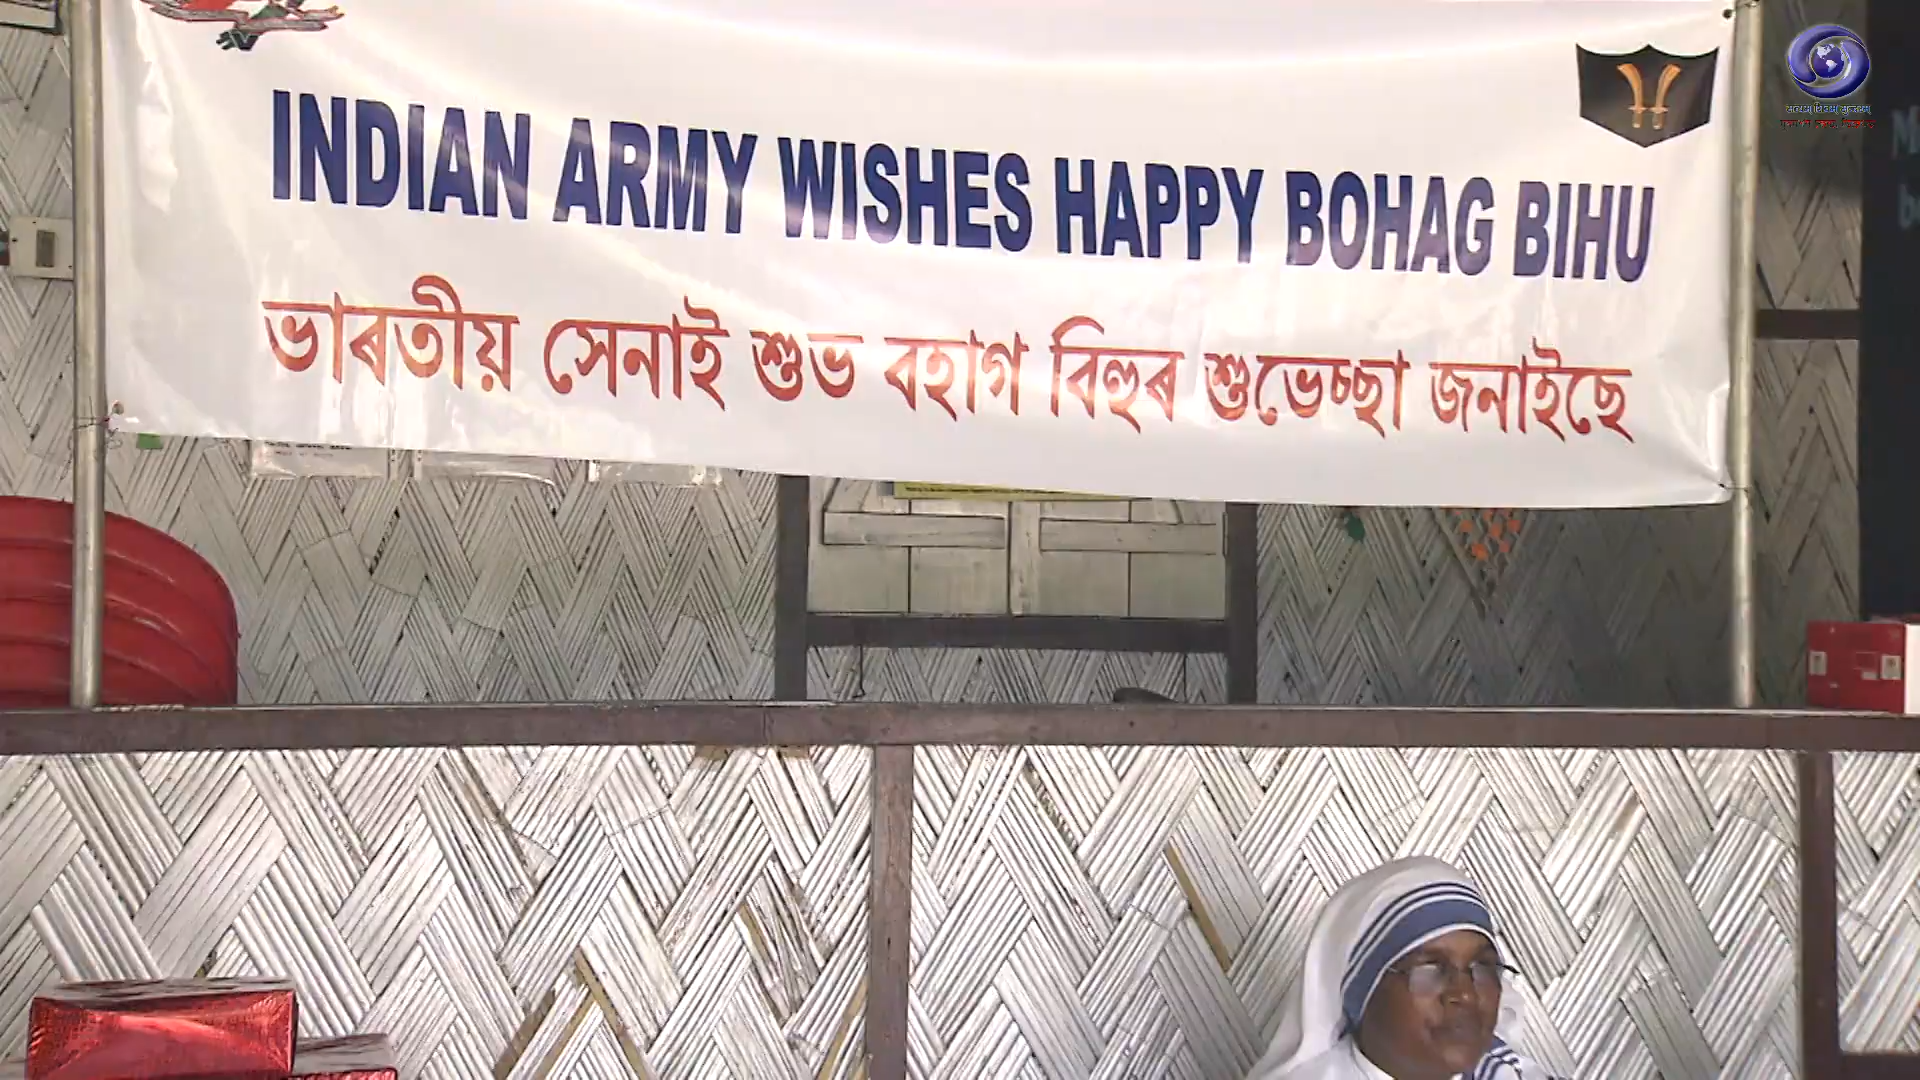 INDIAN ARMY WISHES HAPPY BOHAG BIHU
ভাৰতীয় সেনাই শুভ বহাগ বিহুৰ শুভেচ্ছা জনাইছে